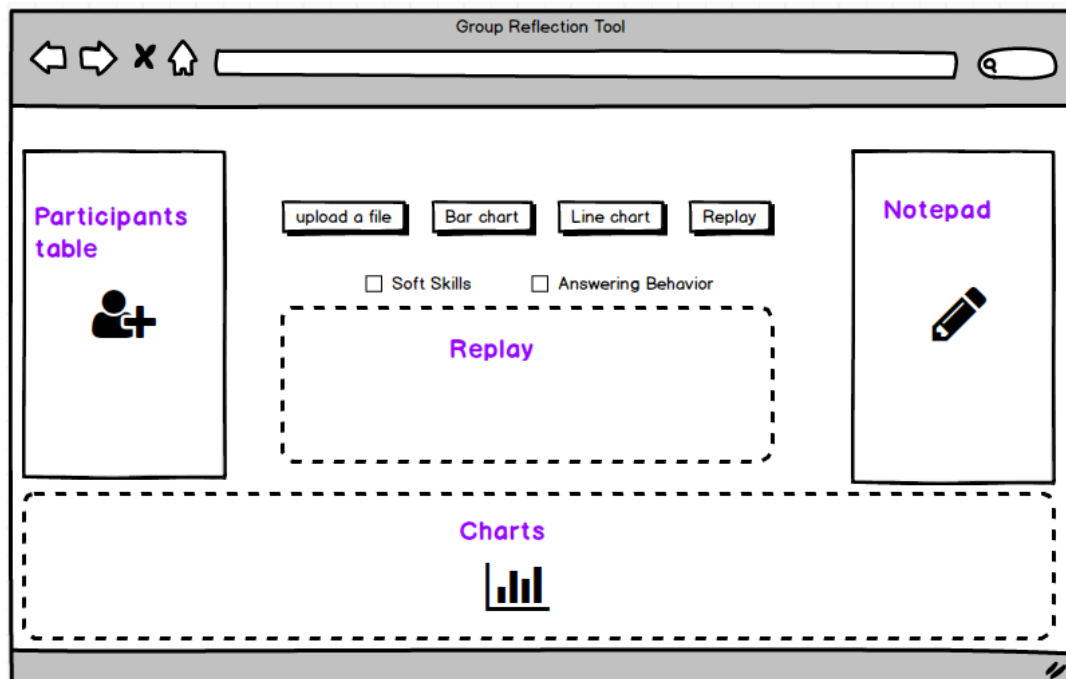 Group Reflection Tool
Participants
table
upload a file
Bar chart
Line chart
Replay
Soft Skills
Answering Behavior
Replay
Notepad
Charts